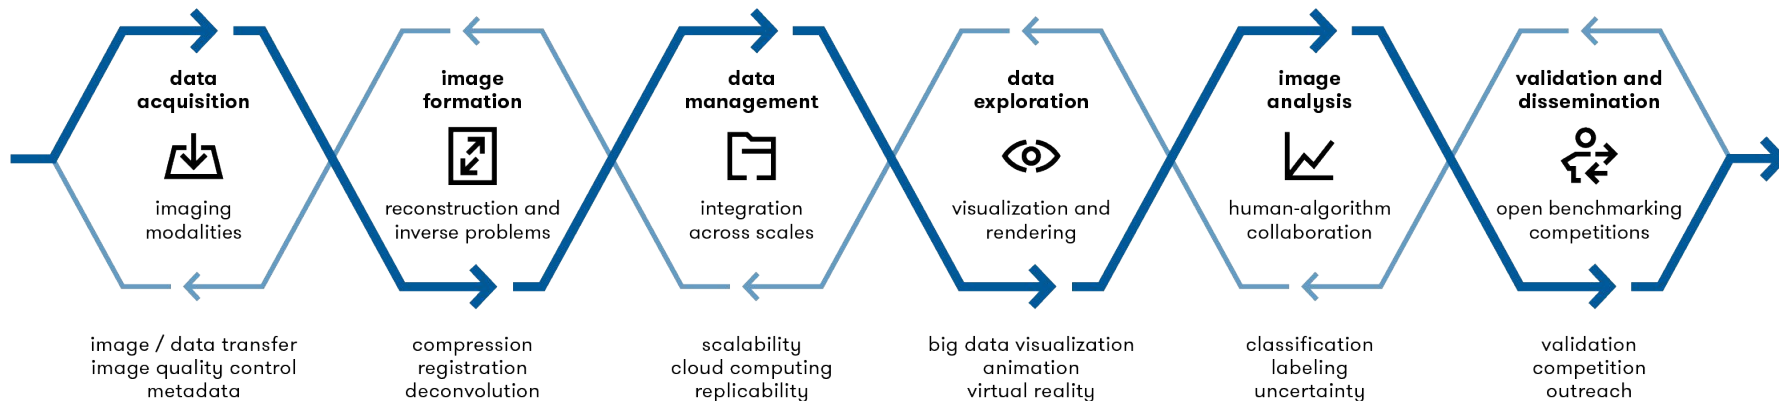 data
acquisition
imaging
modalities
image / data transfer
image quality control
metadata
image
formation
reconstruction and
inverse problems
compression
registration
deconvolution
data
management
integration
across scales
scalability
cloud computing
replicability
data
exploration
visualization and
rendering
big data visualization
animation
virtual reality
image
analysis
human-algorithm
collaboration
classification
labeling
uncertainty
validation and
dissemination
open benchmarking
competitions
validation
competition
outreach